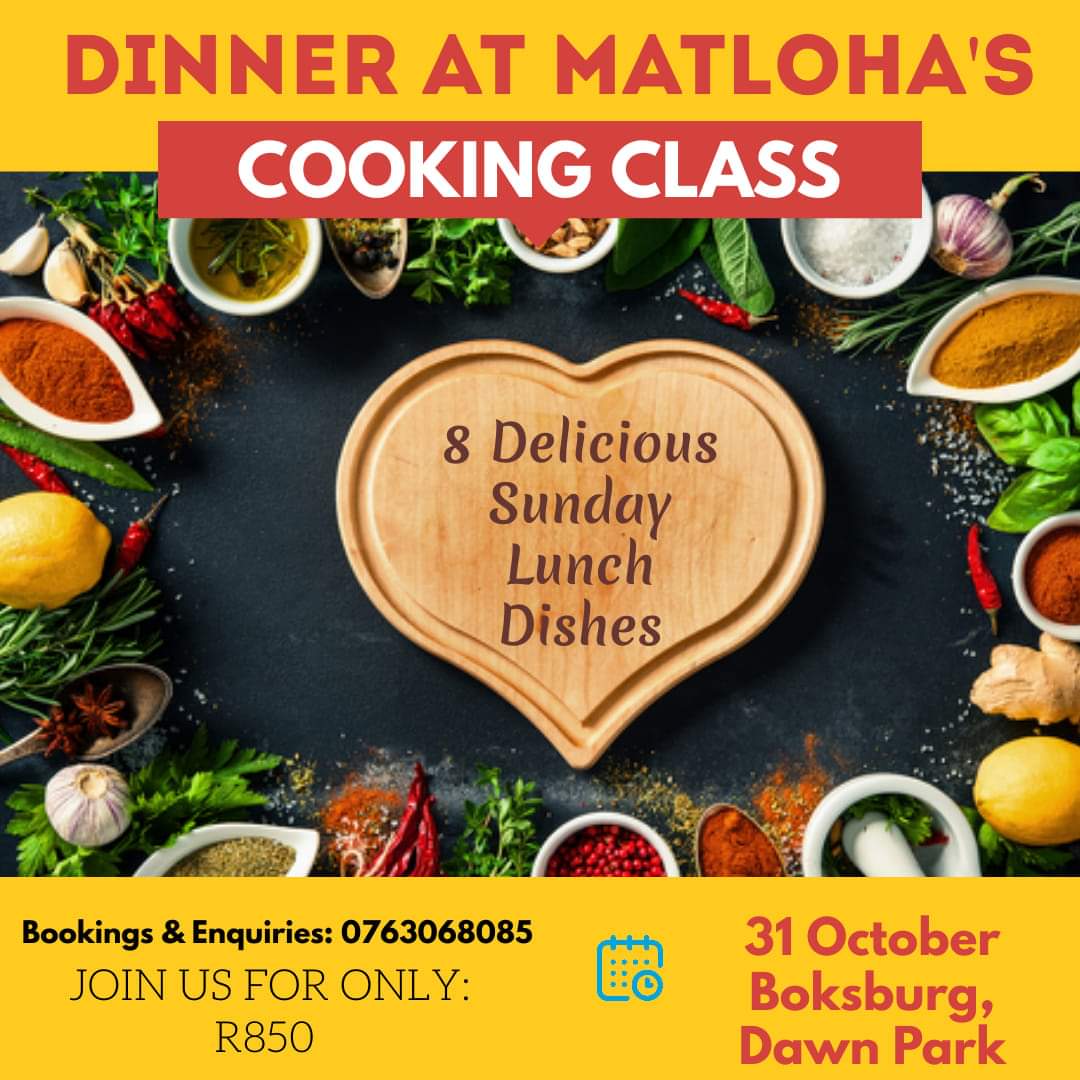 DINNER AT MATLOHA'S
COOKING CLASS
8 Delicious
Sunday
Lunch
Dishes
Bookings & Enquiries: 0763068085
JOIN US FOR ONLY:
R850
31 October
Boksburg,
Dawn Park